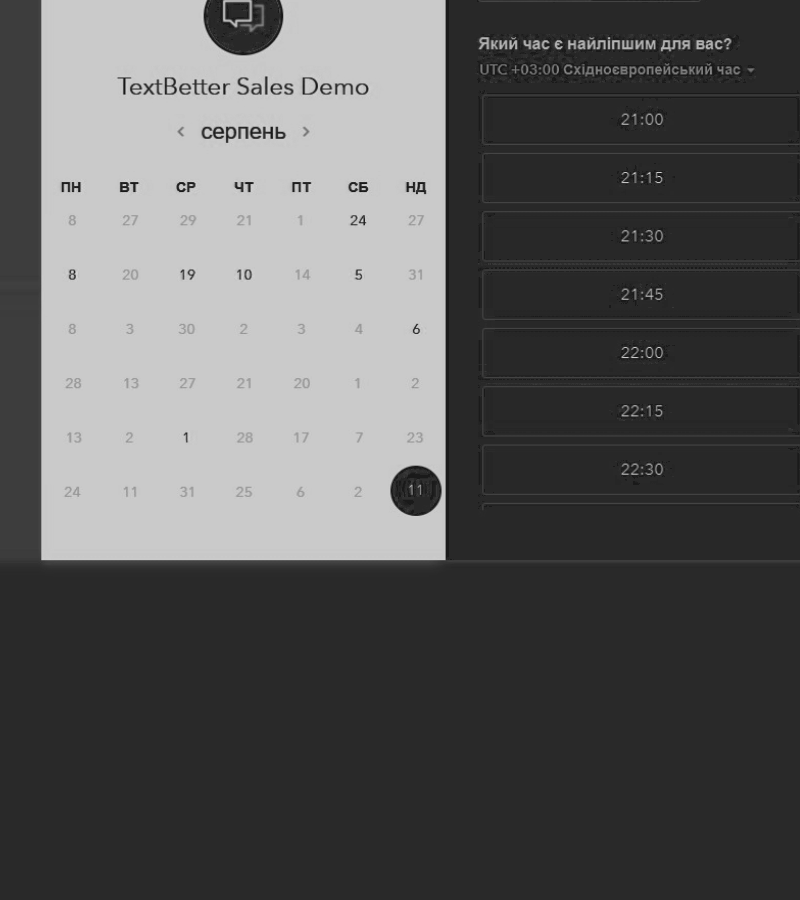 TextBetter Sales Demo
серпень
ПН ВТ СР ЧТ ПТ СБ НД
8 27 29 21 1 24 27
8 20 19 10 14 5 31
8 3 30 2 3 4 6
28 13 27 21 20 1 2
13 2 1 28 17 7 23
24 11 31 25 6 2 11
Який час є найліпшим для вас?
UTC +03:00 Східноєвропейський час
21:00
21:15
21:30
21:45
22:00
22:15
22:30